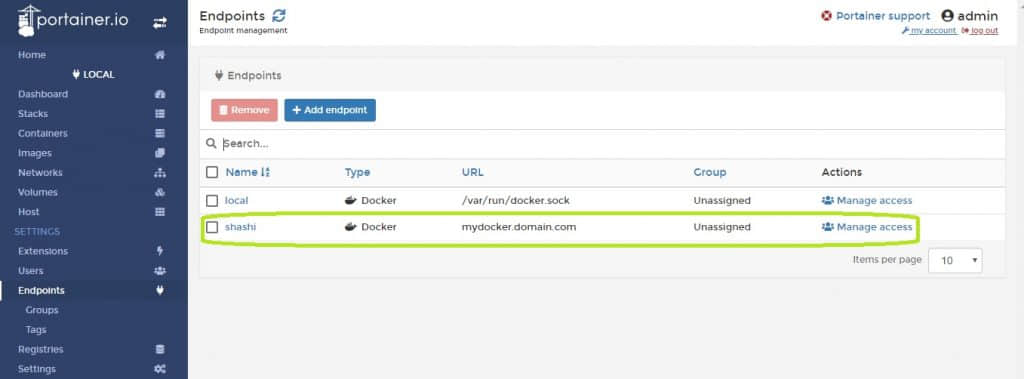 portainer.io
Home
LOCAL
Dashboard
Stacks
Containers
Images
Networks
Volumes
Host
SETTINGS
Extensions
Users
Endpoints
Groups
Tags
Registries
Settings
Endpoints
Endpoint management
Portainer support admin
my account log out
Endpoints
Remove Add endpoint
Search...
Name Type URL Group Actions
local Docker /var/run/docker.sock Unassigned Manage access
shashi Docker mydocker.domain.com Unassigned Manage access
Items per page 10